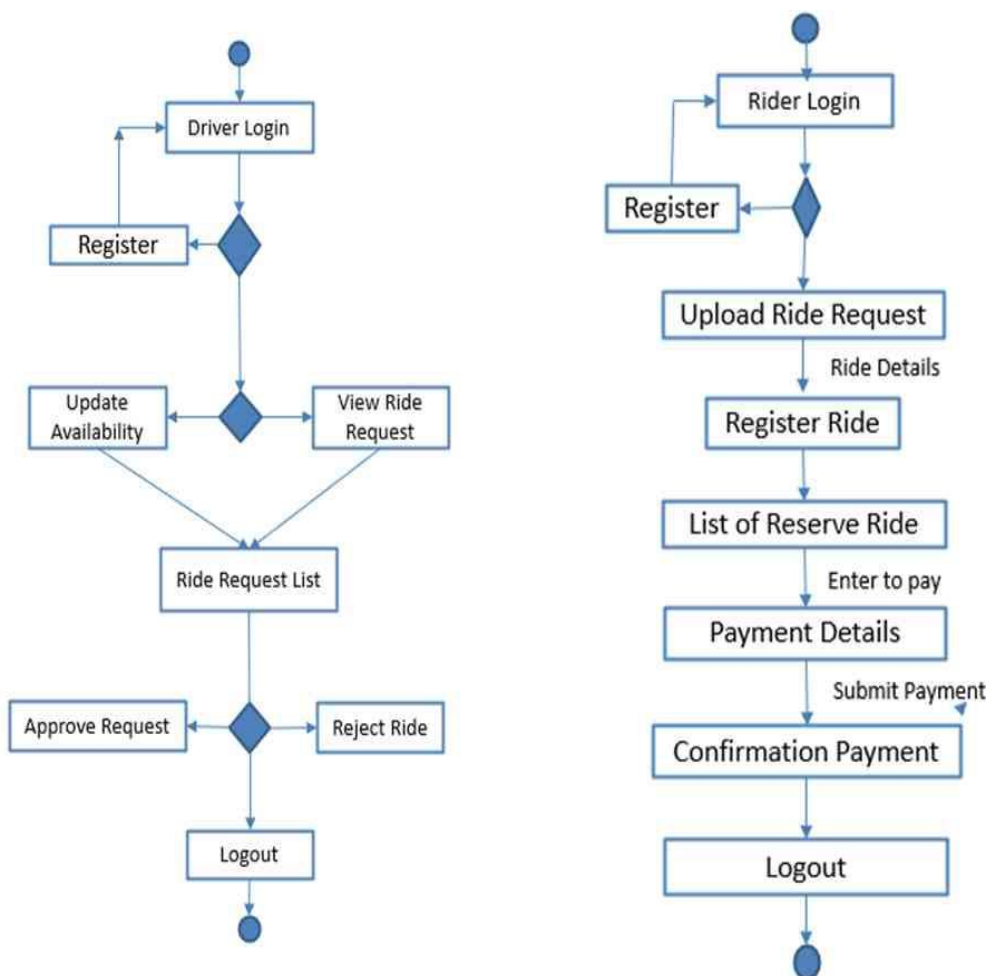 Driver Login
Register
Update
Availability
View Ride
Request
Ride Request List
Approve Request
Reject Ride
Logout
Rider Login
Register
Upload Ride Request
Ride Details
Register Ride
List of Reserve Ride
Enter to pay
Payment Details
Submit Payment
Confirmation Payment
Logout